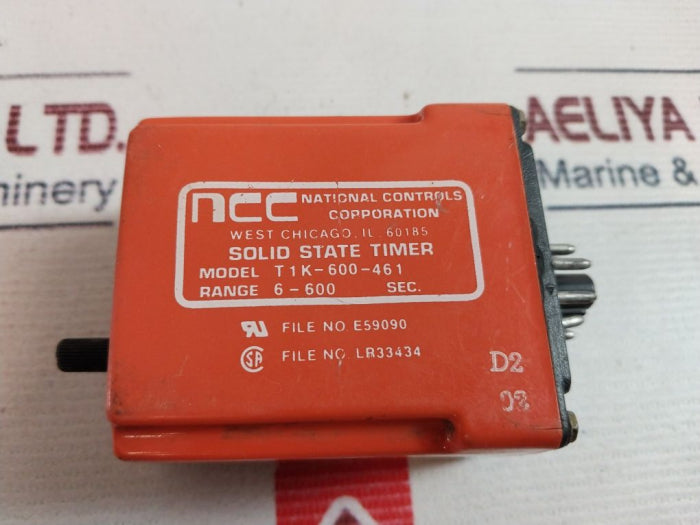 LTD.
AELIYA
Marine &
ncc NATIONAL CONTROLS
CORPORATION
WEST CHICAGO, IL. 60185
SOLID STATE TIMER
MODEL T1K-600-461
RANGE 6-600 SEC.
FILE NO. E59090
SA FILE NO. LR33434
D2